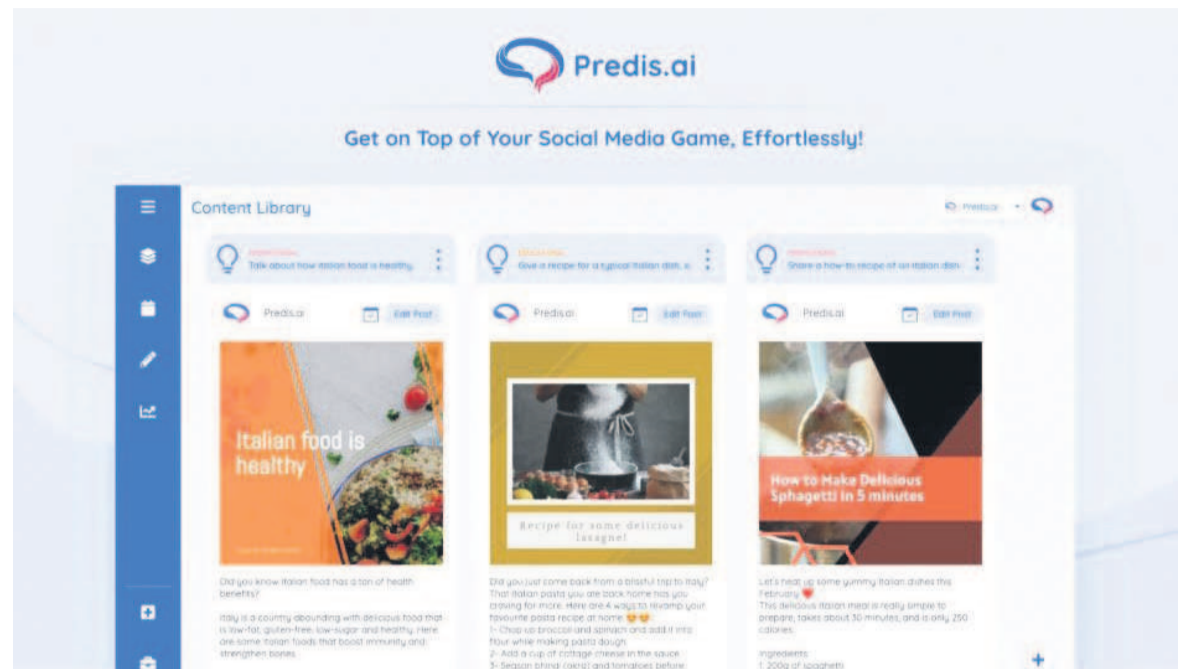 Predis.ai
Get on Top of Your Social Media Game, Effortlessly!
Content Library
Predis.ai
Talk about how Italian food is healthy.
Give a recipe for a typical Italian dish, s
Share a how-to recipe of an Italian dish
Predis.ai
Edit Post
Predis.ai
Edit Post
Predis.ai
Edit Post
Italian food is
healthy
Recipe for some delicious
lasagne!
How to Make Delicious
Sphagetti in 5 minutes
Did you know Italian food has a ton of health
benefits?
Italy is a country abounding with delicious food that
is low-fat, gluten-free, low-sugar and healthy. Here
are some Italian foods that boost immunity and
strengthen bones.
Did you just come back from a blissful trip to Italy?
That Italian pasta you ate back home has you
craving for more. Here are 4 ways to revamp your
favourite pasta recipe at home 😍😍
1- Chop up broccoli and spinach and add it into
flour while making pasta dough.
2- Add a cup of cottage cheese in the sauce.
3- Season and tomatoes before
Let's heat up some yummy Italian dishes this
February ❤️
This delicious Italian meal is really simple to
prepare, takes about 30 minutes, and is only 250
calories.
Ingredients:
1. 200g of spaghetti